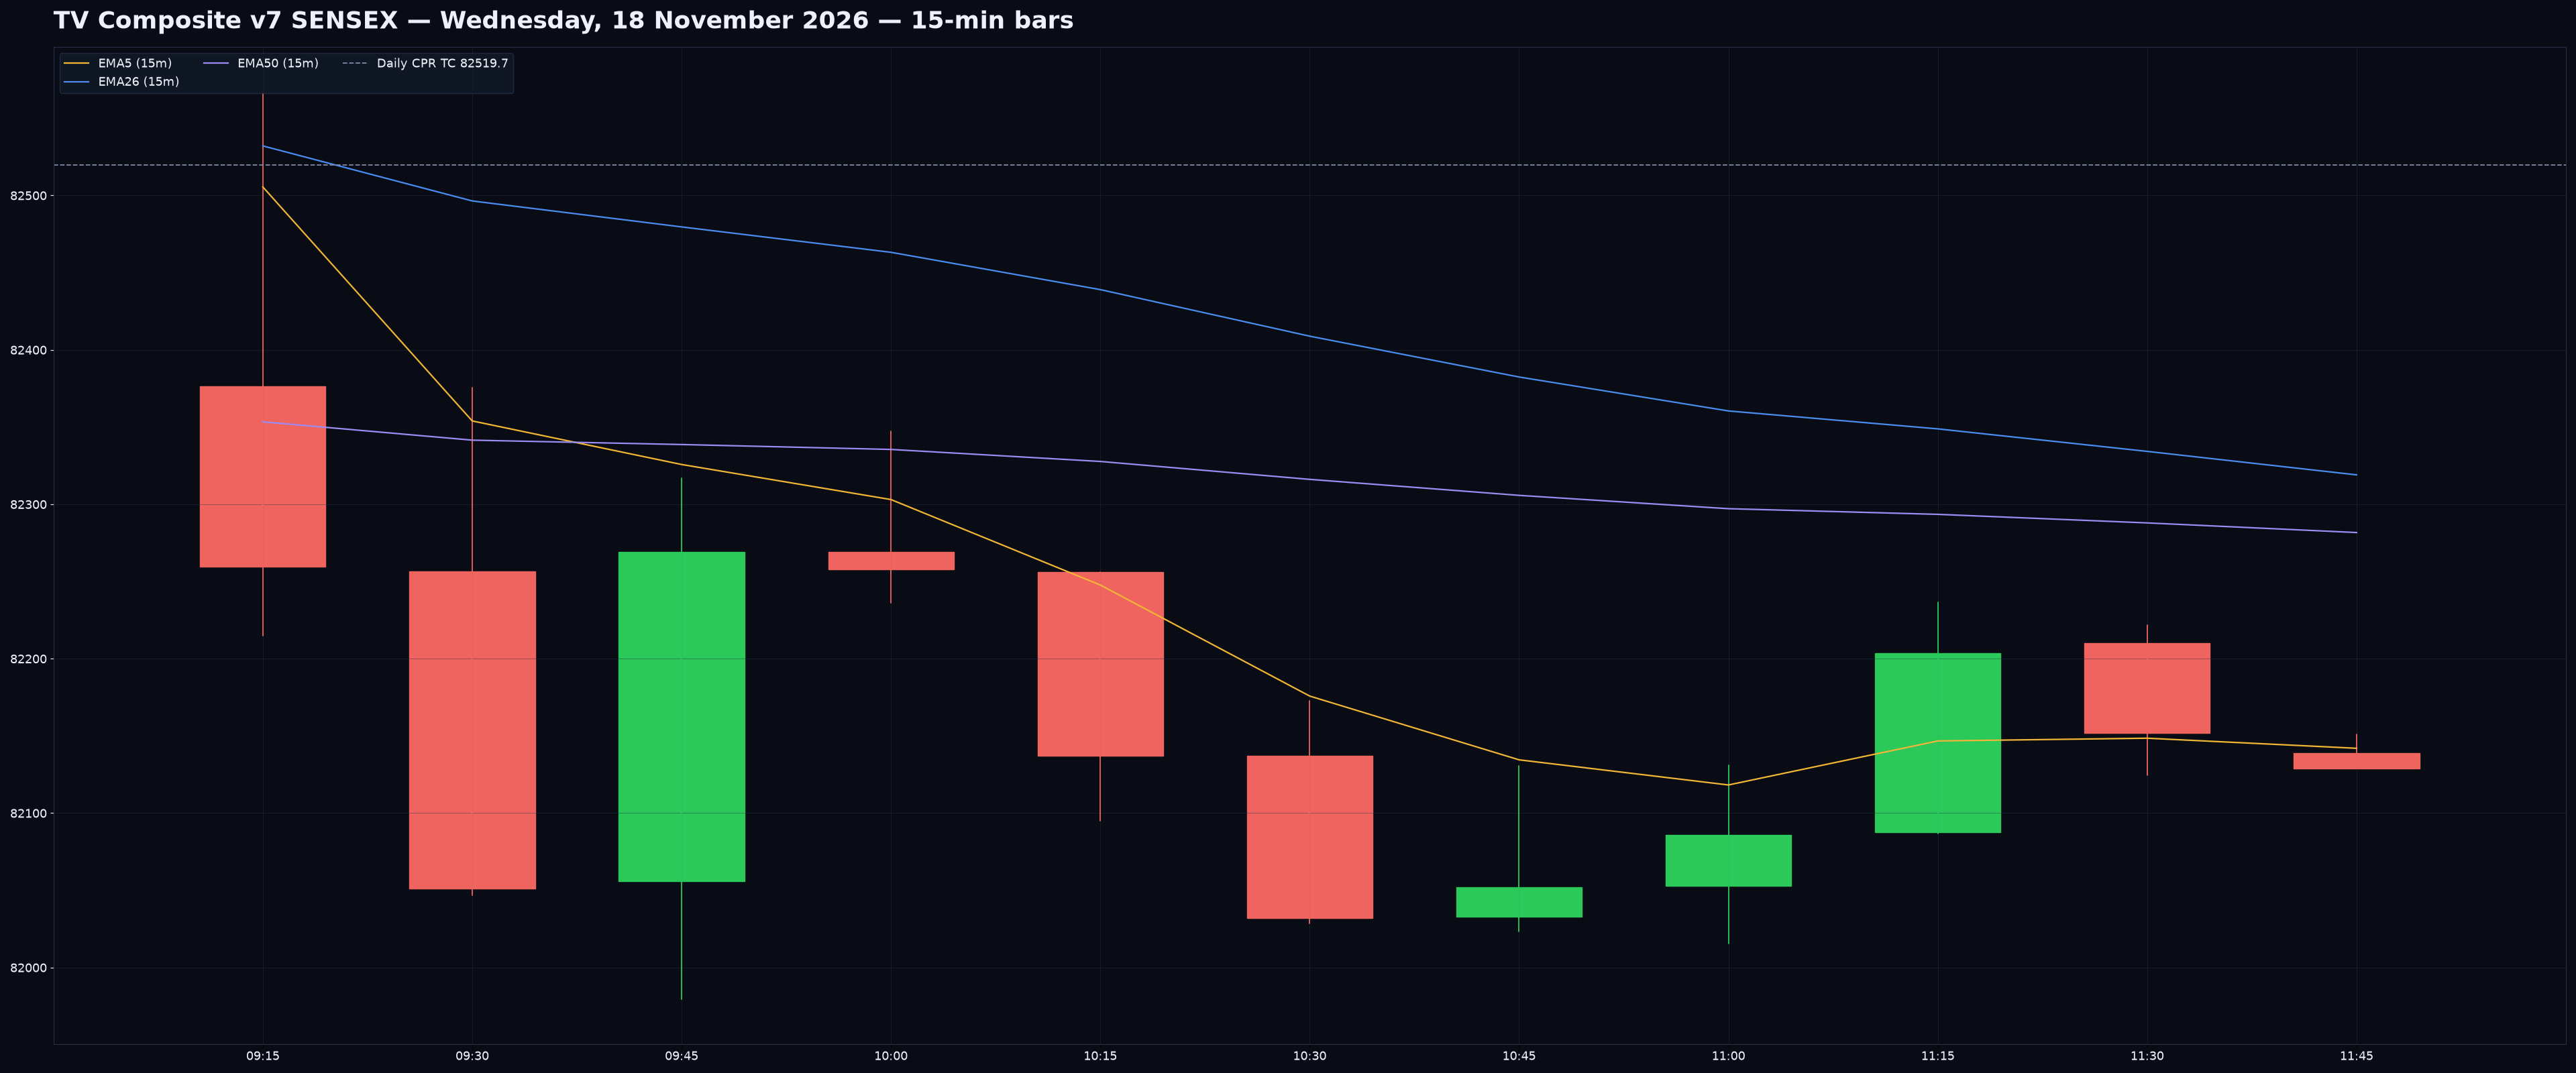 TV Composite v7 SENSEX — Wednesday, 18 November 2026 — 15-min bars
EMA5 (15m) EMA50 (15m) Daily CPR TC 82519.7
EMA26 (15m)
82500
82400
82300
82200
82100
82000
09:15 09:30 09:45 10:00 10:15 10:30 10:45 11:00 11:15 11:30 11:45